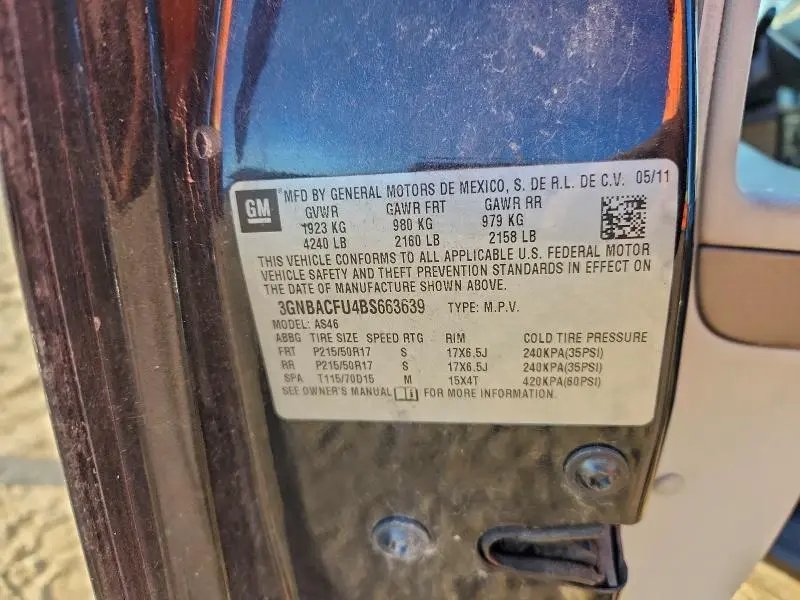 GM ® MFD BY GENERAL MOTORS DE MEXICO, S. DE R.L. DE C.V. 05/11
GVWR GAWR FRT GAWR RR
1923 KG 980 KG 979 KG
4240 LB 2160 LB 2158 LB
THIS VEHICLE CONFORMS TO ALL APPLICABLE U.S. FEDERAL MOTOR
VEHICLE SAFETY AND THEFT PREVENTION STANDARDS IN EFFECT ON
THE DATE OF MANUFACTURE SHOWN ABOVE.
3GNBACFU4BS663639 TYPE: M.P.V.
MODEL: AS46
ABBG TIRE SIZE SPEED RTG RIM COLD TIRE PRESSURE
FRT P215/50R17 S 17X6.5J 240KPA(35PSI)
RR P215/50R17 S 17X6.5J 240KPA(35PSI)
SPA T115/70D15 M 15X4T 420KPA(60PSI)
SEE OWNER'S MANUAL FOR MORE INFORMATION.